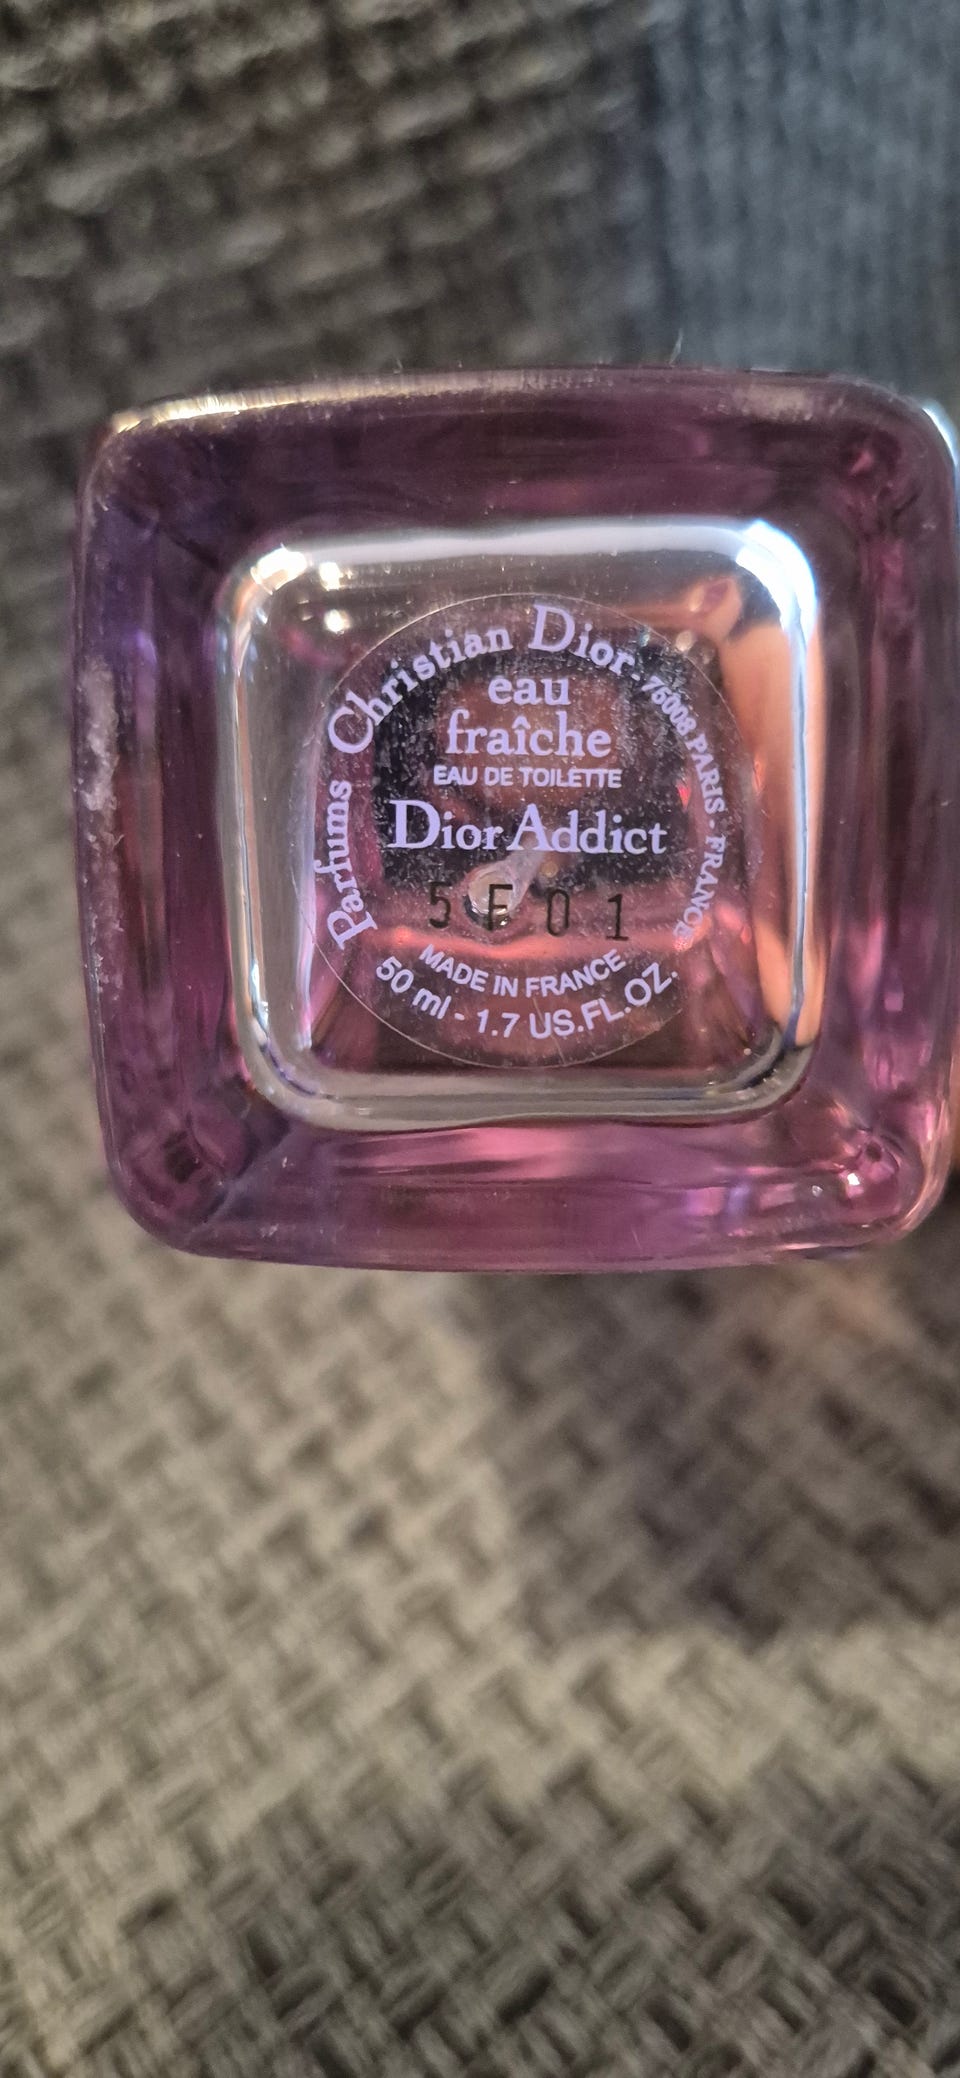 Parfums Christian Dior - 75008 PARIS - FRANCE
eau
fraîche
EAU DE TOILETTE
Dior Addict
5F01
MADE IN FRANCE
50 ml - 1.7 US.FL.OZ.